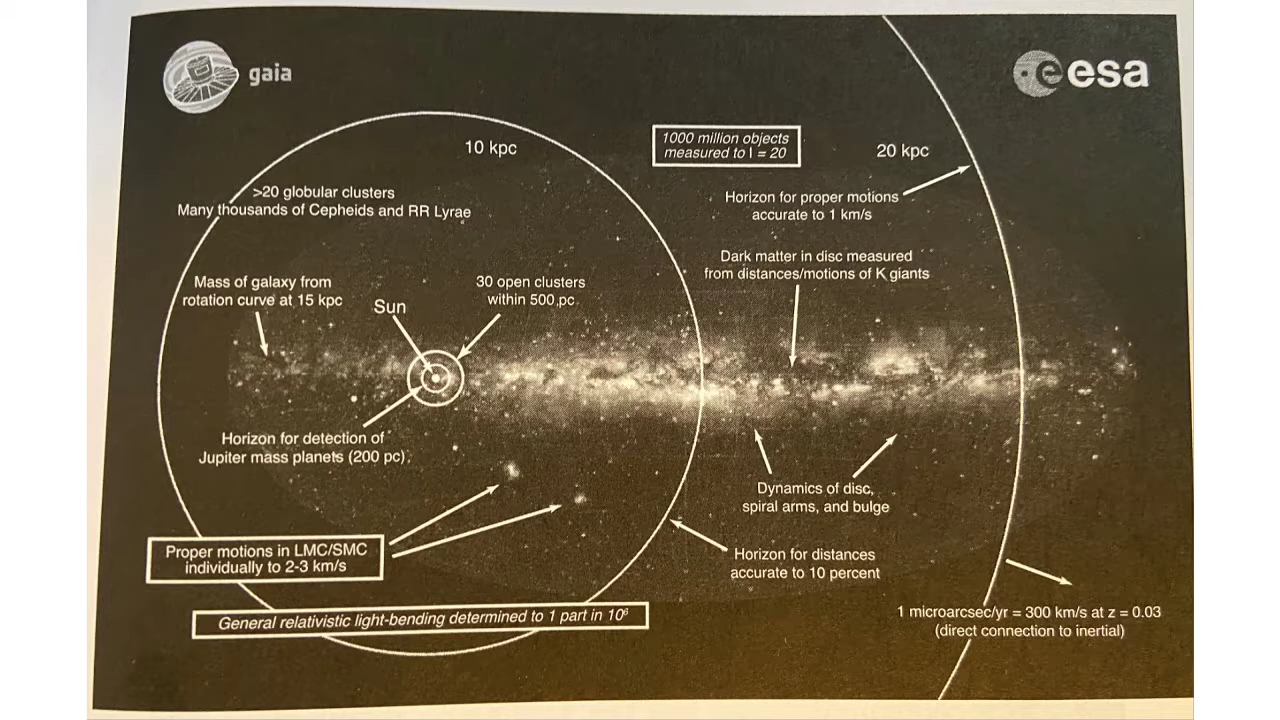 gaia
esa
10 kpc
1000 million objects
measured to I = 20
20 kpc
>20 globular clusters
Many thousands of Cepheids and RR Lyrae
Horizon for proper motions
accurate to 1 km/s
Dark matter in disc measured
from distances/motions of K giants
Mass of galaxy from
rotation curve at 15 kpc
Sun
30 open clusters
within 500 pc
Horizon for detection of
Jupiter mass planets (200 pc)
Dynamics of disc,
spiral arms, and bulge
Proper motions in LMC/SMC
individually to 2-3 km/s
Horizon for distances
accurate to 10 percent
General relativistic light-bending determined to 1 part in 10⁶
1 microarcsec/yr = 300 km/s at z = 0.03
(direct connection to inertial)